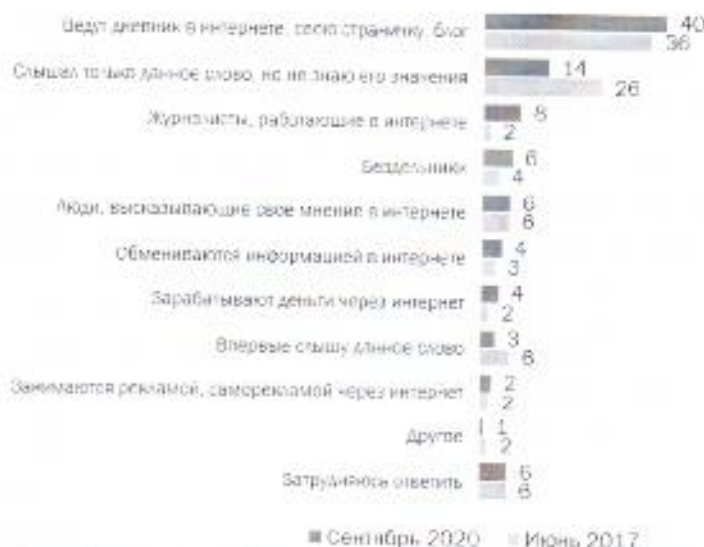 Ведут дневник в интернете, свою страничку, блог 40
36
Слышал только данное слово, но не знаю его значения 14
26
Журналисты, работающие в интернете 8
2
Бездельники 6
4
Люди, высказывающие свое мнение в интернете 6
6
Обмениваются информацией в интернете 4
3
Зарабатывают деньги через интернет 4
2
Впервые слышу данное слово 3
6
Занимаются рекламой, саморекламой через интернет 2
2
Другое 1
2
Затрудняюсь ответить 6
6
Сентябрь 2020 Июнь 2017